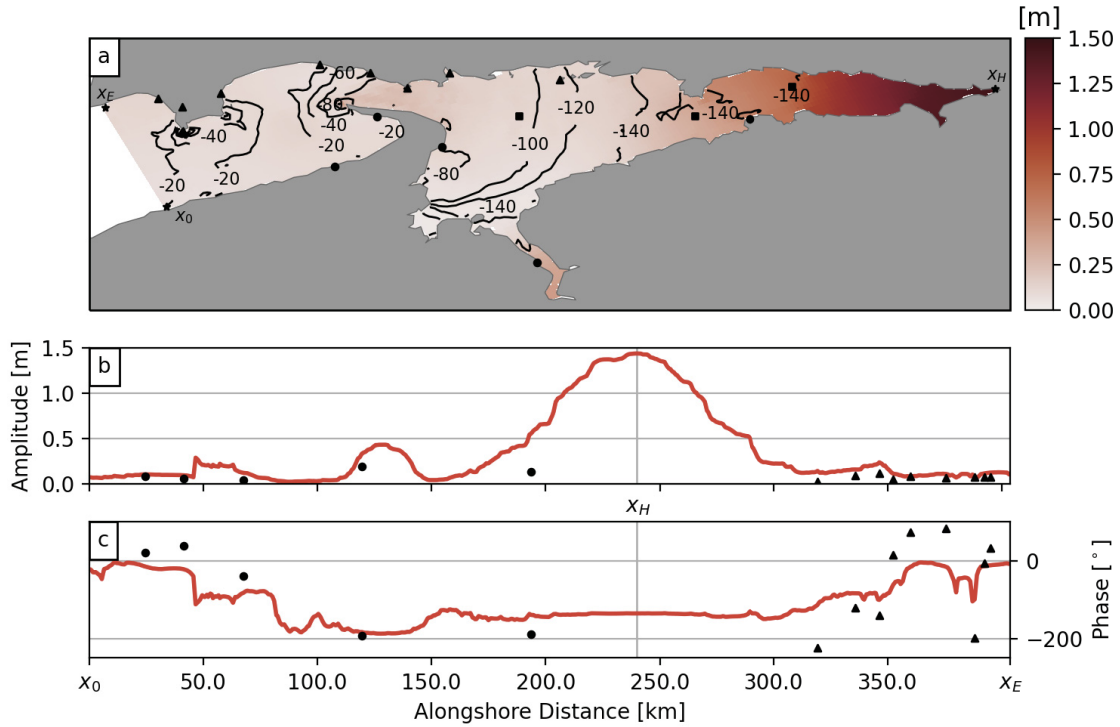 [m]
a
1.50
1.25
1.00
0.75
0.50
0.25
0.00
x_E
x_H
x_0
-60
-80
-40
-20
-20
-40
-20
-20
-120
-100
-80
-140
-140
-140
-140
b
Amplitude [m]
1.5
1.0
0.5
0.0
x_H
c
0
-200
Phase [°]
x_0 50.0 100.0 150.0 200.0 250.0 300.0 350.0 x_E
Alongshore Distance [km]